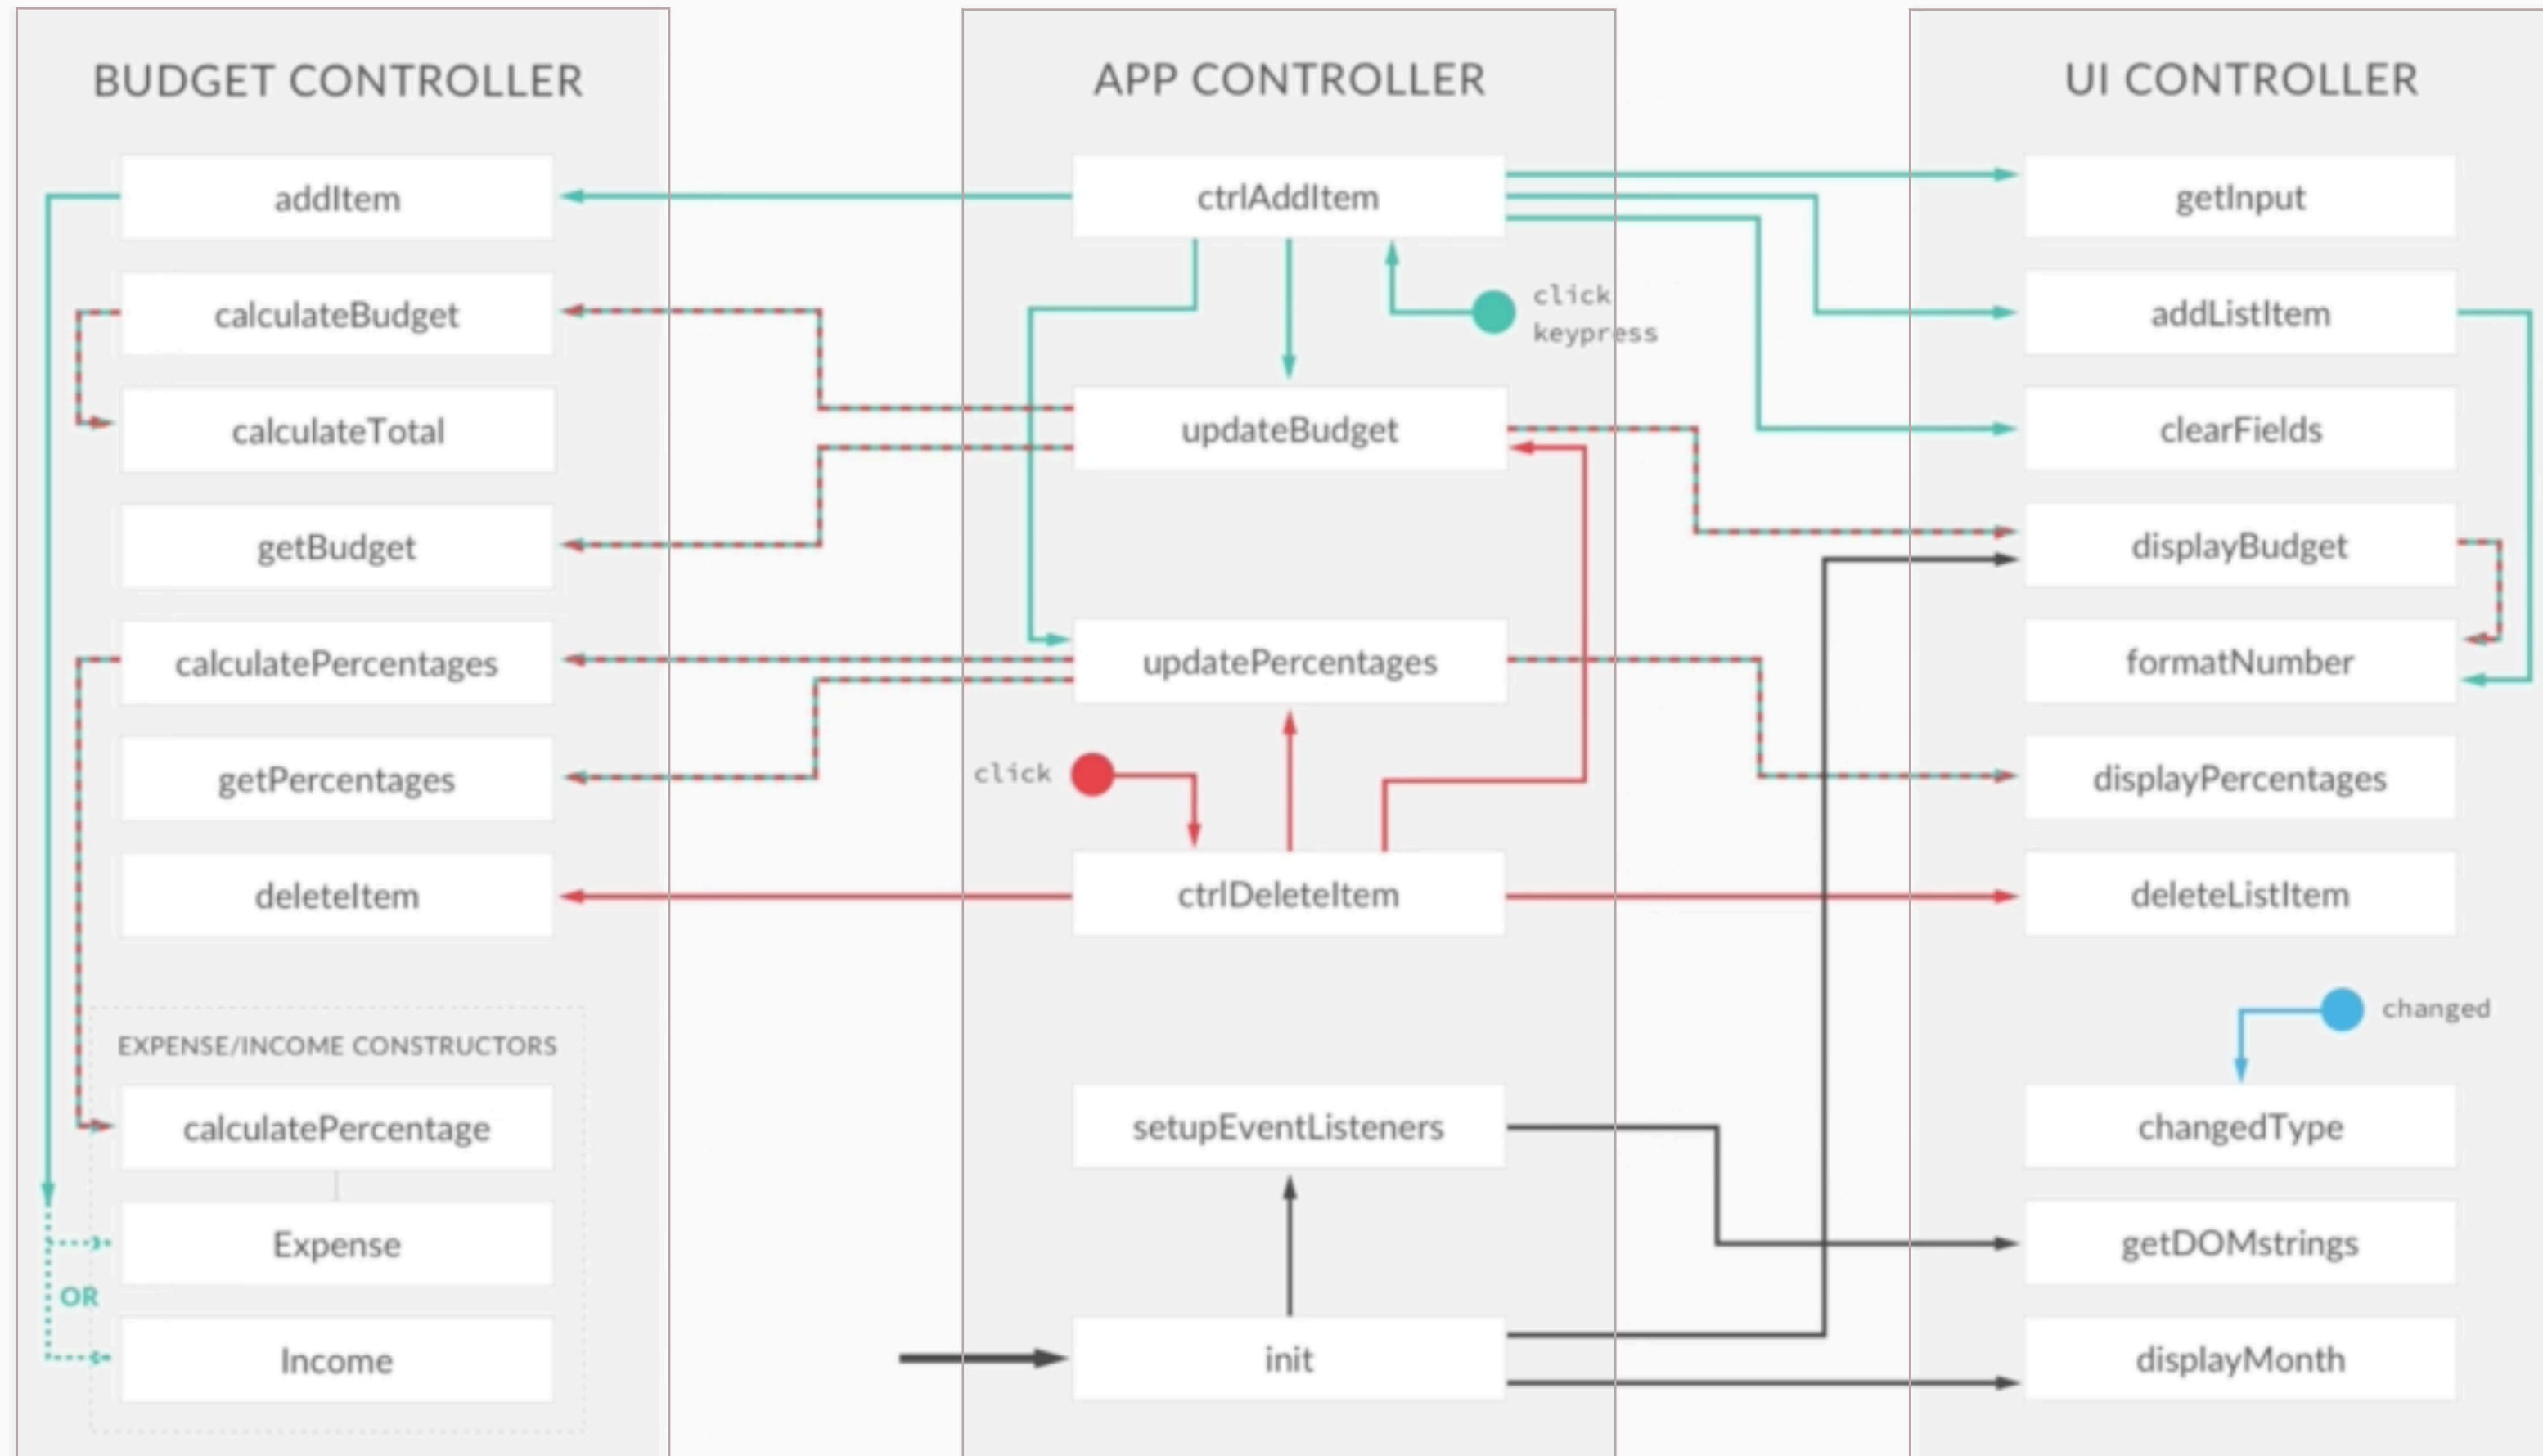 BUDGET CONTROLLER
addItem
calculateBudget
calculateTotal
getBudget
calculatePercentages
getPercentages
deleteItem
EXPENSE/INCOME CONSTRUCTORS
calculatePercentage
Expense
OR
Income
APP CONTROLLER
ctrlAddItem
click
keypress
updateBudget
updatePercentages
click
ctrlDeleteItem
setupEventListeners
init
UI CONTROLLER
getInput
addListItem
clearFields
displayBudget
formatNumber
displayPercentages
deleteListItem
changed
changedType
getDOMstrings
displayMonth